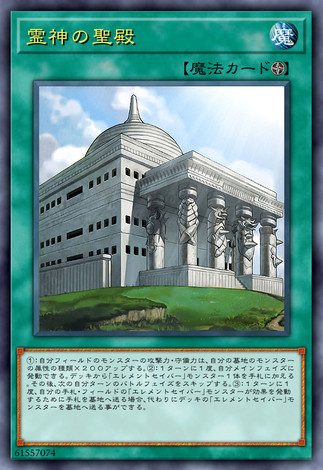 霊神の聖殿
魔
【魔法カード】
①:自分フィールドのモンスターの攻撃力・守備力は、自分の墓地のモンスター
の属性の種類×200アップする。②:1ターンに1度、自分メインフェイズに
発動できる。デッキから「エレメントセイバー」モンスター1体を手札に加える。
その後、次の自分ターンのバトルフェイズをスキップする。③:1ターンに1
度、自分の手札・フィールドの「エレメントセイバー」モンスターが効果を発動
するために手札を墓地へ送る場合、代わりにデッキの「エレメントセイバー」モ
ンスターを墓地へ送る事ができる。
61557074